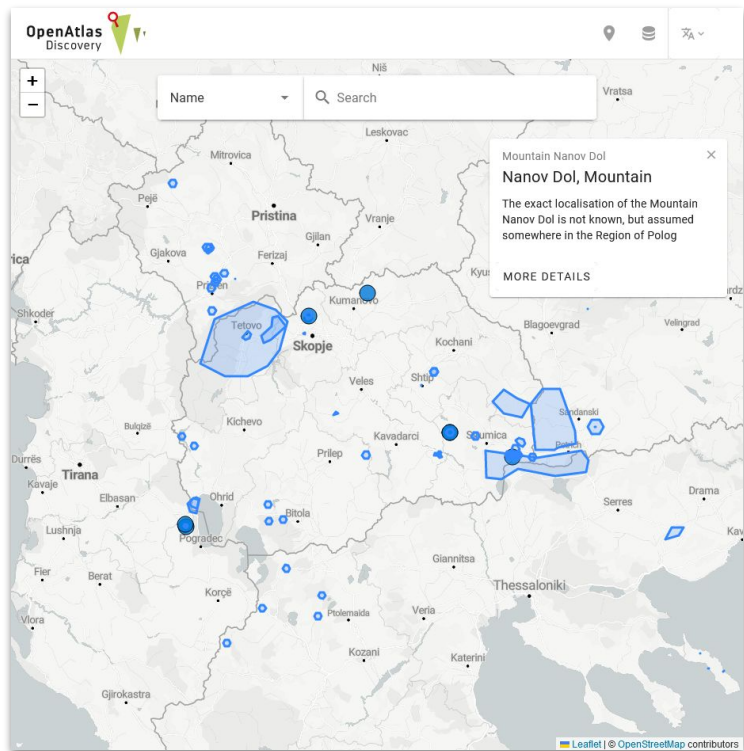 OpenAtlas
Discovery
+
−
Name
Search
Niš
Vratsa
Leskovac
Mitrovica
Mountain Nanov Dol
×
Nanov Dol, Mountain
The exact localisation of the Mountain
Nanov Dol is not known, but assumed
somewhere in the Region of Polog
MORE DETAILS
Pejë
Pristina
Vranje
Gjilan
Gjakova
Ferizaj
Kyus
Prizren
Kumanovo
Shkoder
Tetovo
Skopje
Blagoevgrad
Velingrad
Kochani
Veles
Shtip
Kichevo
Sandanski
Bulqizë
Strumica
Kavadarci
Petrich
Durrës
Tirana
Prilep
Kavaje
Elbasan
Ohrid
Bitola
Serres
Drama
Lushnja
Pogradec
Kav
Giannitsa
Fier
Berat
Korçë
Thessaloniki
Vlora
Ptolemaida
Veria
Kozani
Katerini
Gjirokastra
Leaflet | © OpenStreetMap contributors